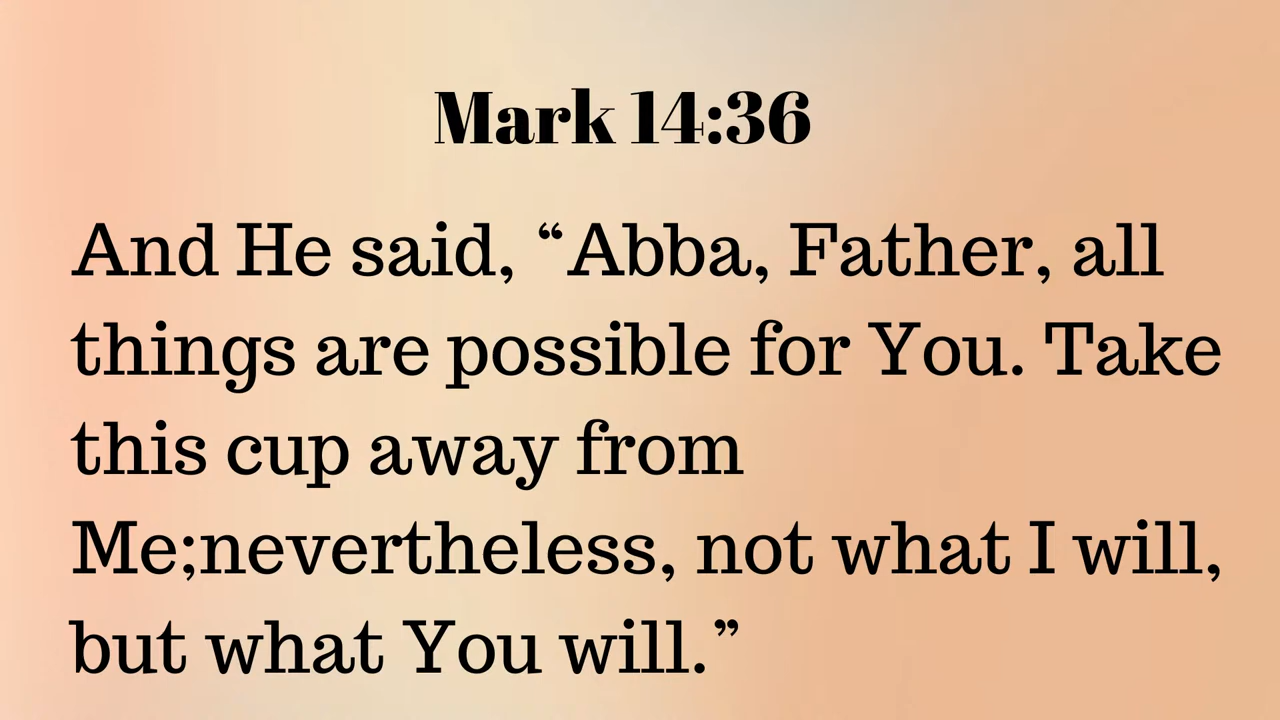 Mark 14:36
And He said, “Abba, Father, all
things are possible for You. Take
this cup away from
Me;nevertheless, not what I will,
but what You will.”